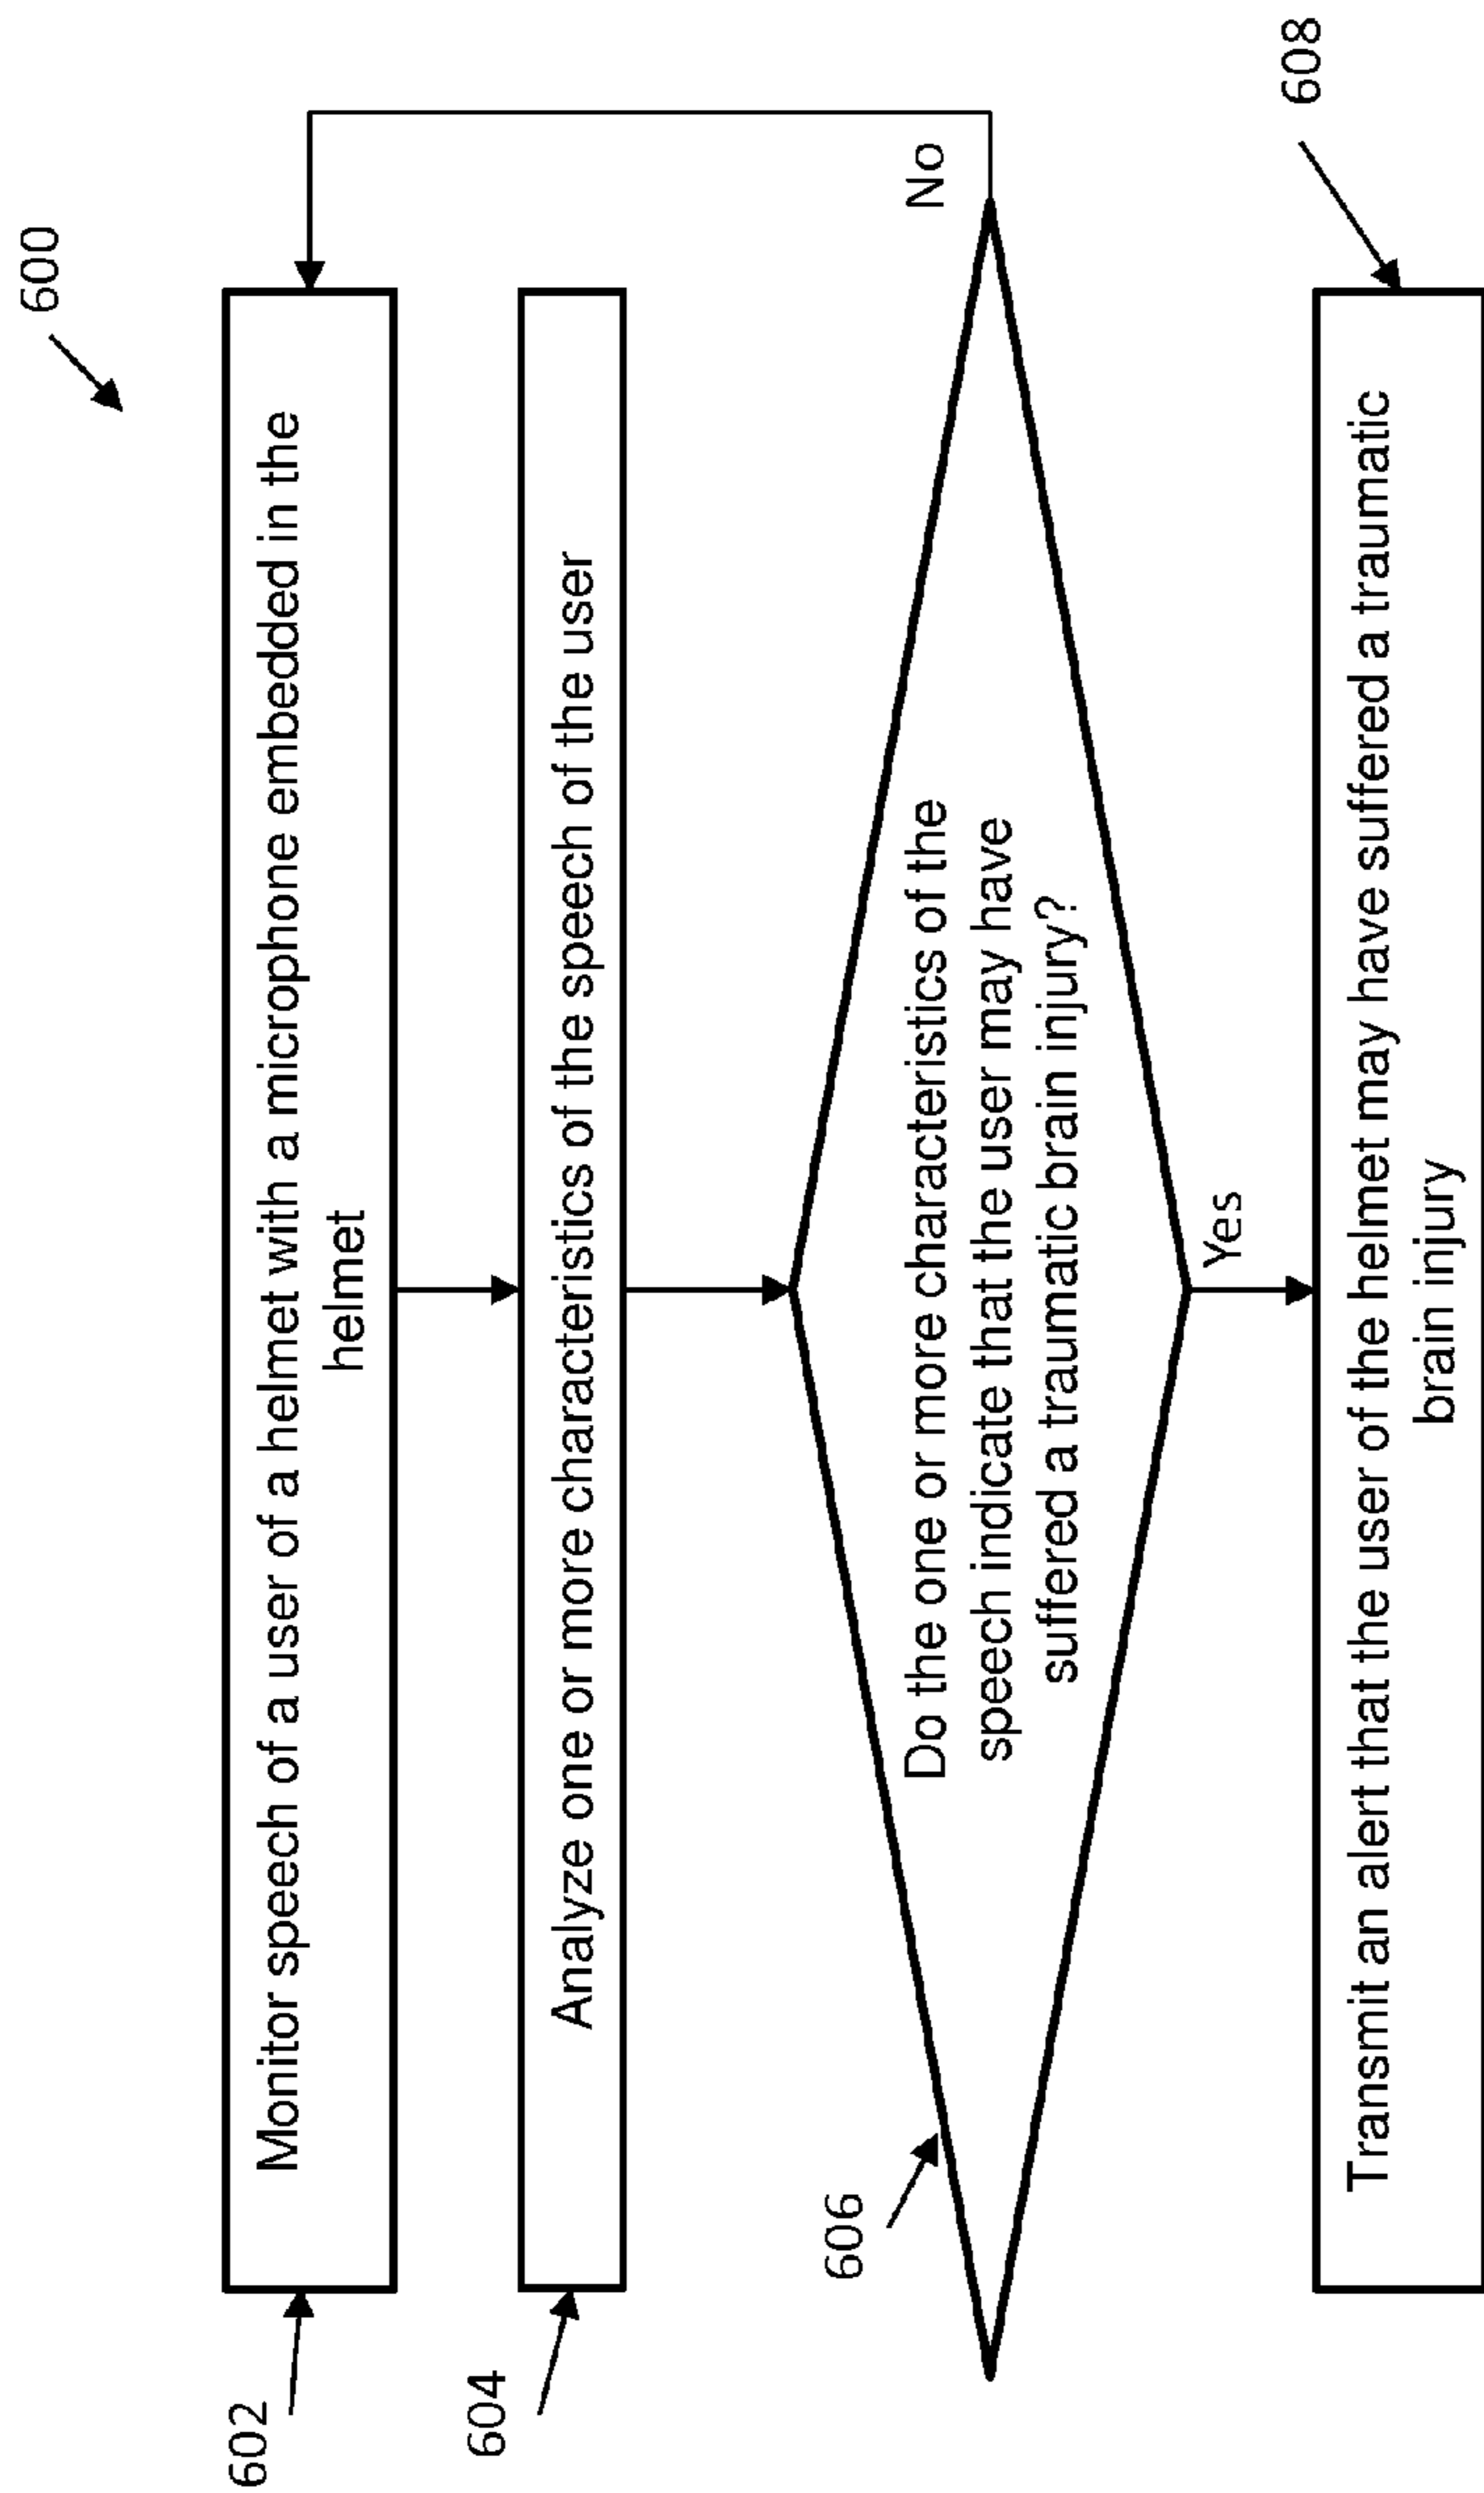 600
602
Monitor speech of a user of a helmet with a microphone embedded in the
helmet
604
Analyze one or more characteristics of the speech of the user
606
Do the one or more characteristics of the
speech indicate that the user may have
suffered a traumatic brain injury?
No
Yes
608
Transmit an alert that the user of the helmet may have suffered a traumatic
brain injury